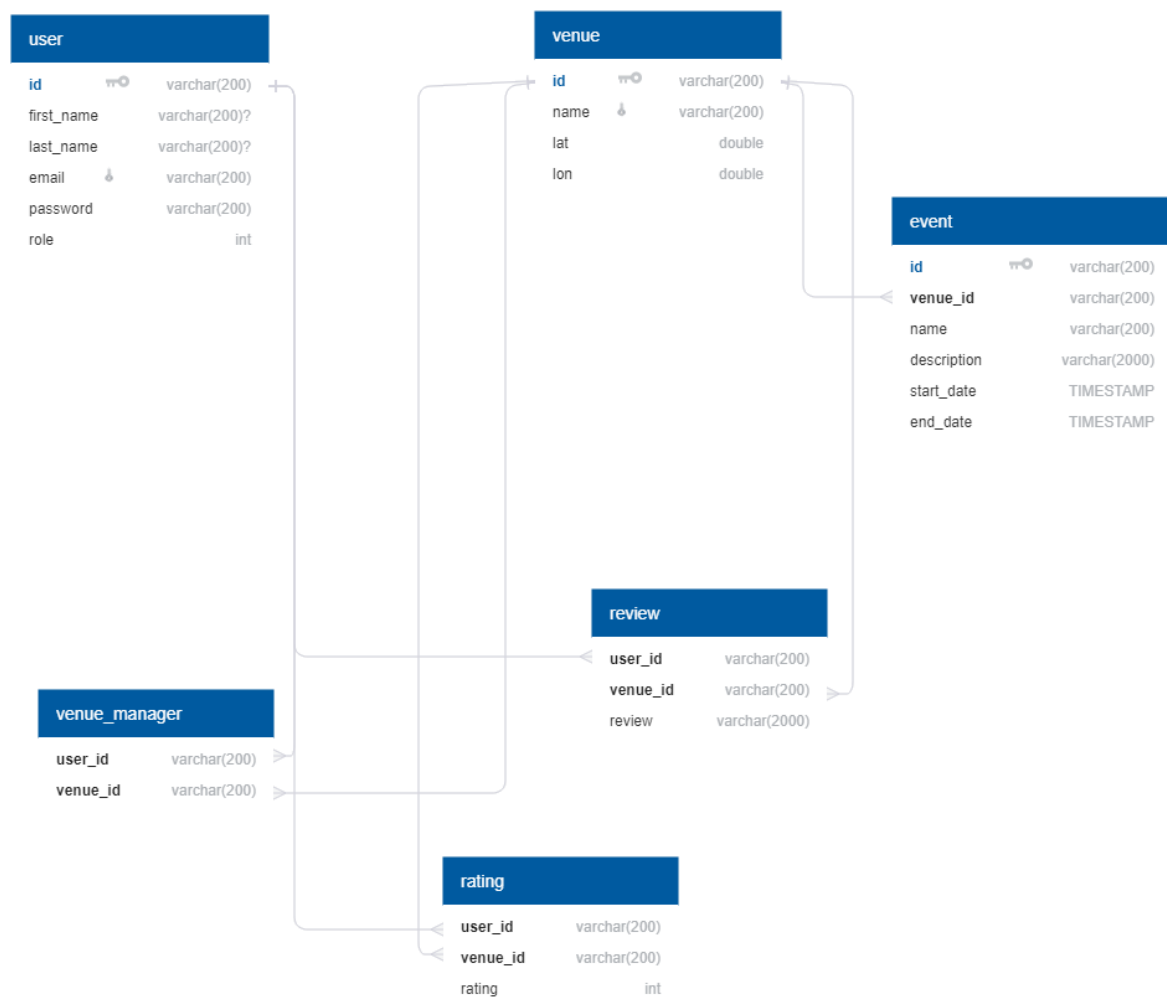 user
id varchar(200)
first_name varchar(200)?
last_name varchar(200)?
email varchar(200)
password varchar(200)
role int
venue
id varchar(200)
name varchar(200)
lat double
lon double
event
id varchar(200)
venue_id varchar(200)
name varchar(200)
description varchar(2000)
start_date TIMESTAMP
end_date TIMESTAMP
review
user_id varchar(200)
venue_id varchar(200)
review varchar(2000)
venue_manager
user_id varchar(200)
venue_id varchar(200)
rating
user_id varchar(200)
venue_id varchar(200)
rating int